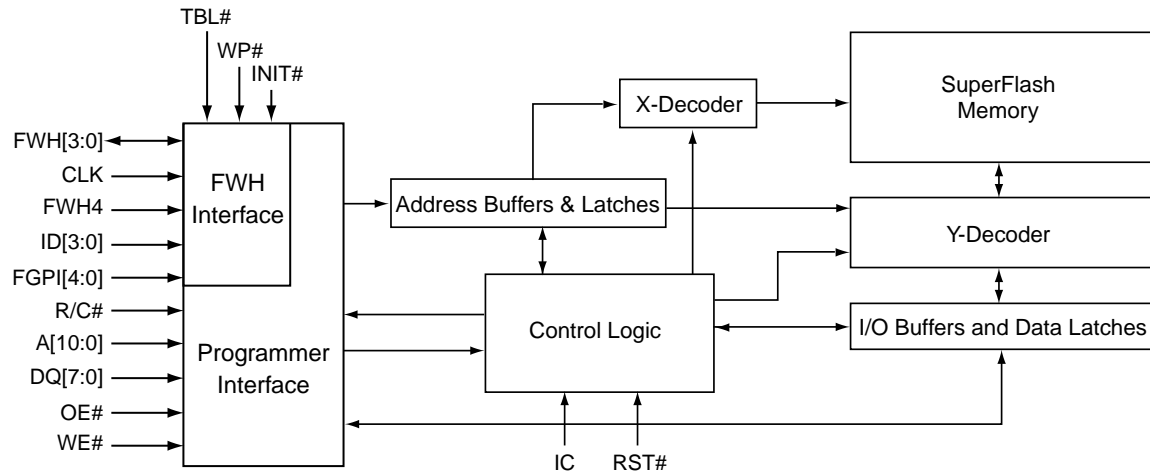 TBL#
WP#
INIT#
FWH[3:0]
CLK
FWH4
ID[3:0]
FGPI[4:0]
R/C#
A[10:0]
DQ[7:0]
OE#
WE#
FWH
Interface
Programmer
Interface
X-Decoder
SuperFlash
Memory
Address Buffers & Latches
Y-Decoder
Control Logic
I/O Buffers and Data Latches
IC
RST#